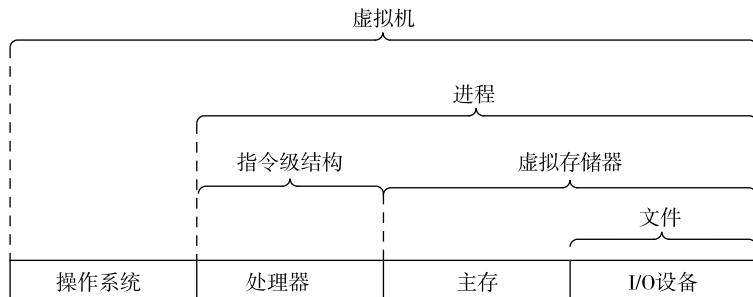 虚拟机
进程
指令级结构 虚拟存储器
文件
操作系统 处理器 主存 I/O设备